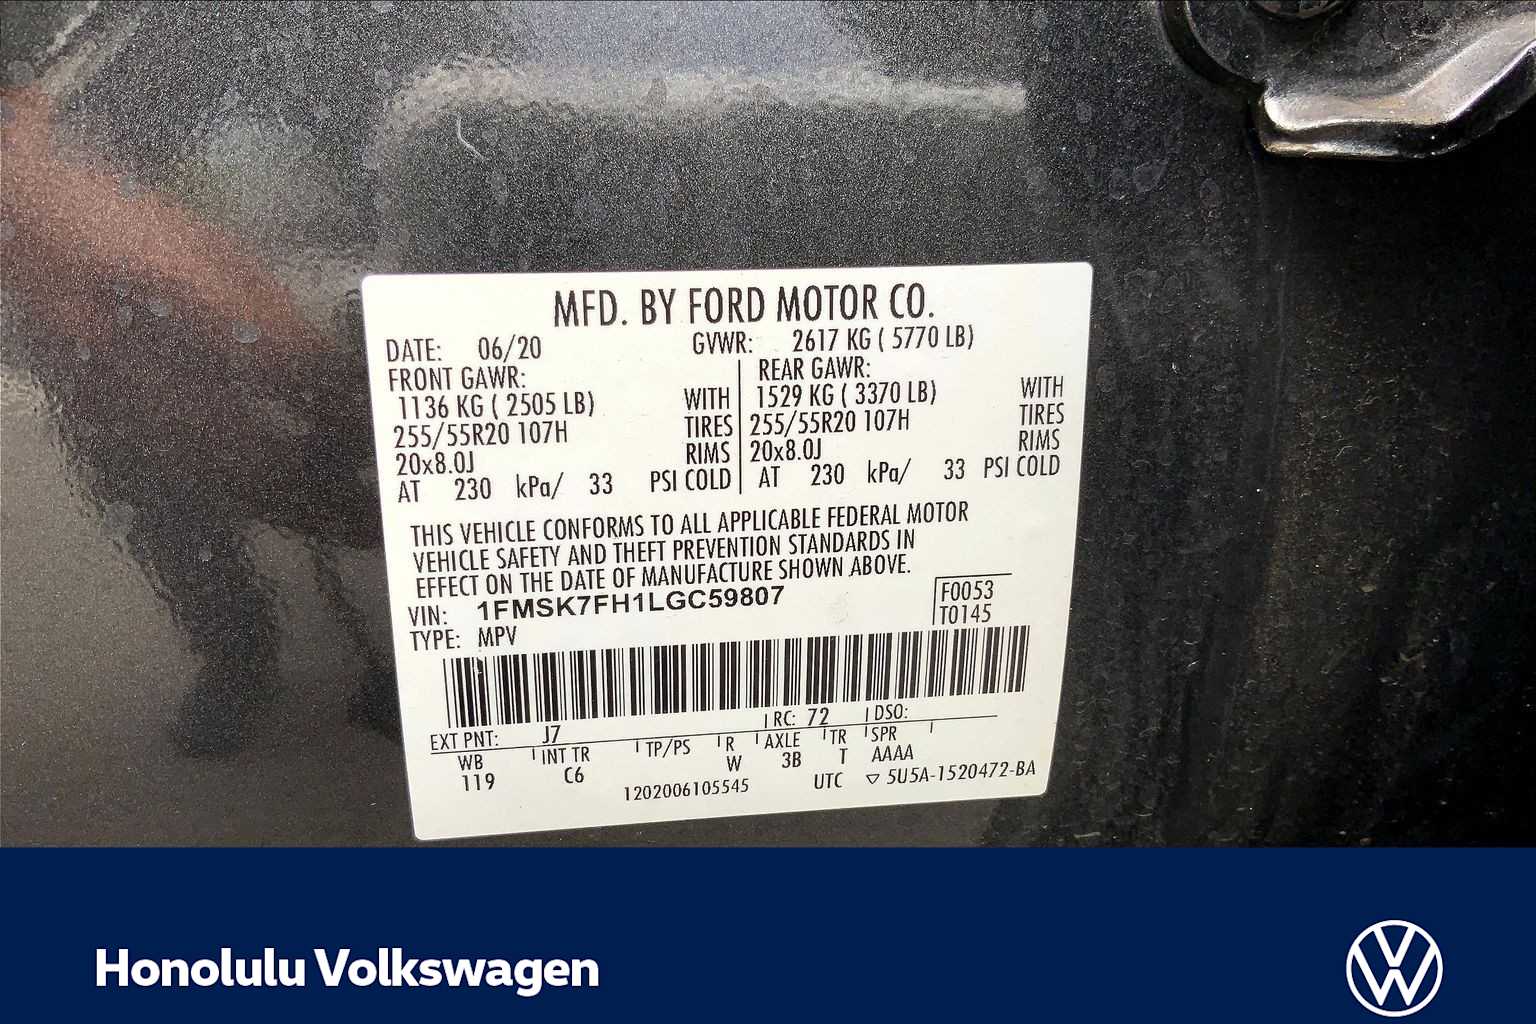 MFD. BY FORD MOTOR CO.
DATE: 06/20 GVWR: 2617 KG ( 5770 LB)
FRONT GAWR: REAR GAWR:
1136 KG ( 2505 LB) WITH 1529 KG ( 3370 LB) WITH
255/55R20 107H TIRES 255/55R20 107H TIRES
20x8.0J RIMS 20x8.0J RIMS
AT 230 kPa/ 33 PSI COLD AT 230 kPa/ 33 PSI COLD
THIS VEHICLE CONFORMS TO ALL APPLICABLE FEDERAL MOTOR
VEHICLE SAFETY AND THEFT PREVENTION STANDARDS IN
EFFECT ON THE DATE OF MANUFACTURE SHOWN ABOVE.
VIN: 1FMSK7FH1LGC59807 F0053
TYPE: MPV T0145
EXT PNT: J7 RC: 72 DSO:
WB INT TR TP/PS R AXLE TR SPR
119 C6 W 3B T AAAA
1202006105545 UTC ▽ 5U5A-1520472-BA
Honolulu Volkswagen